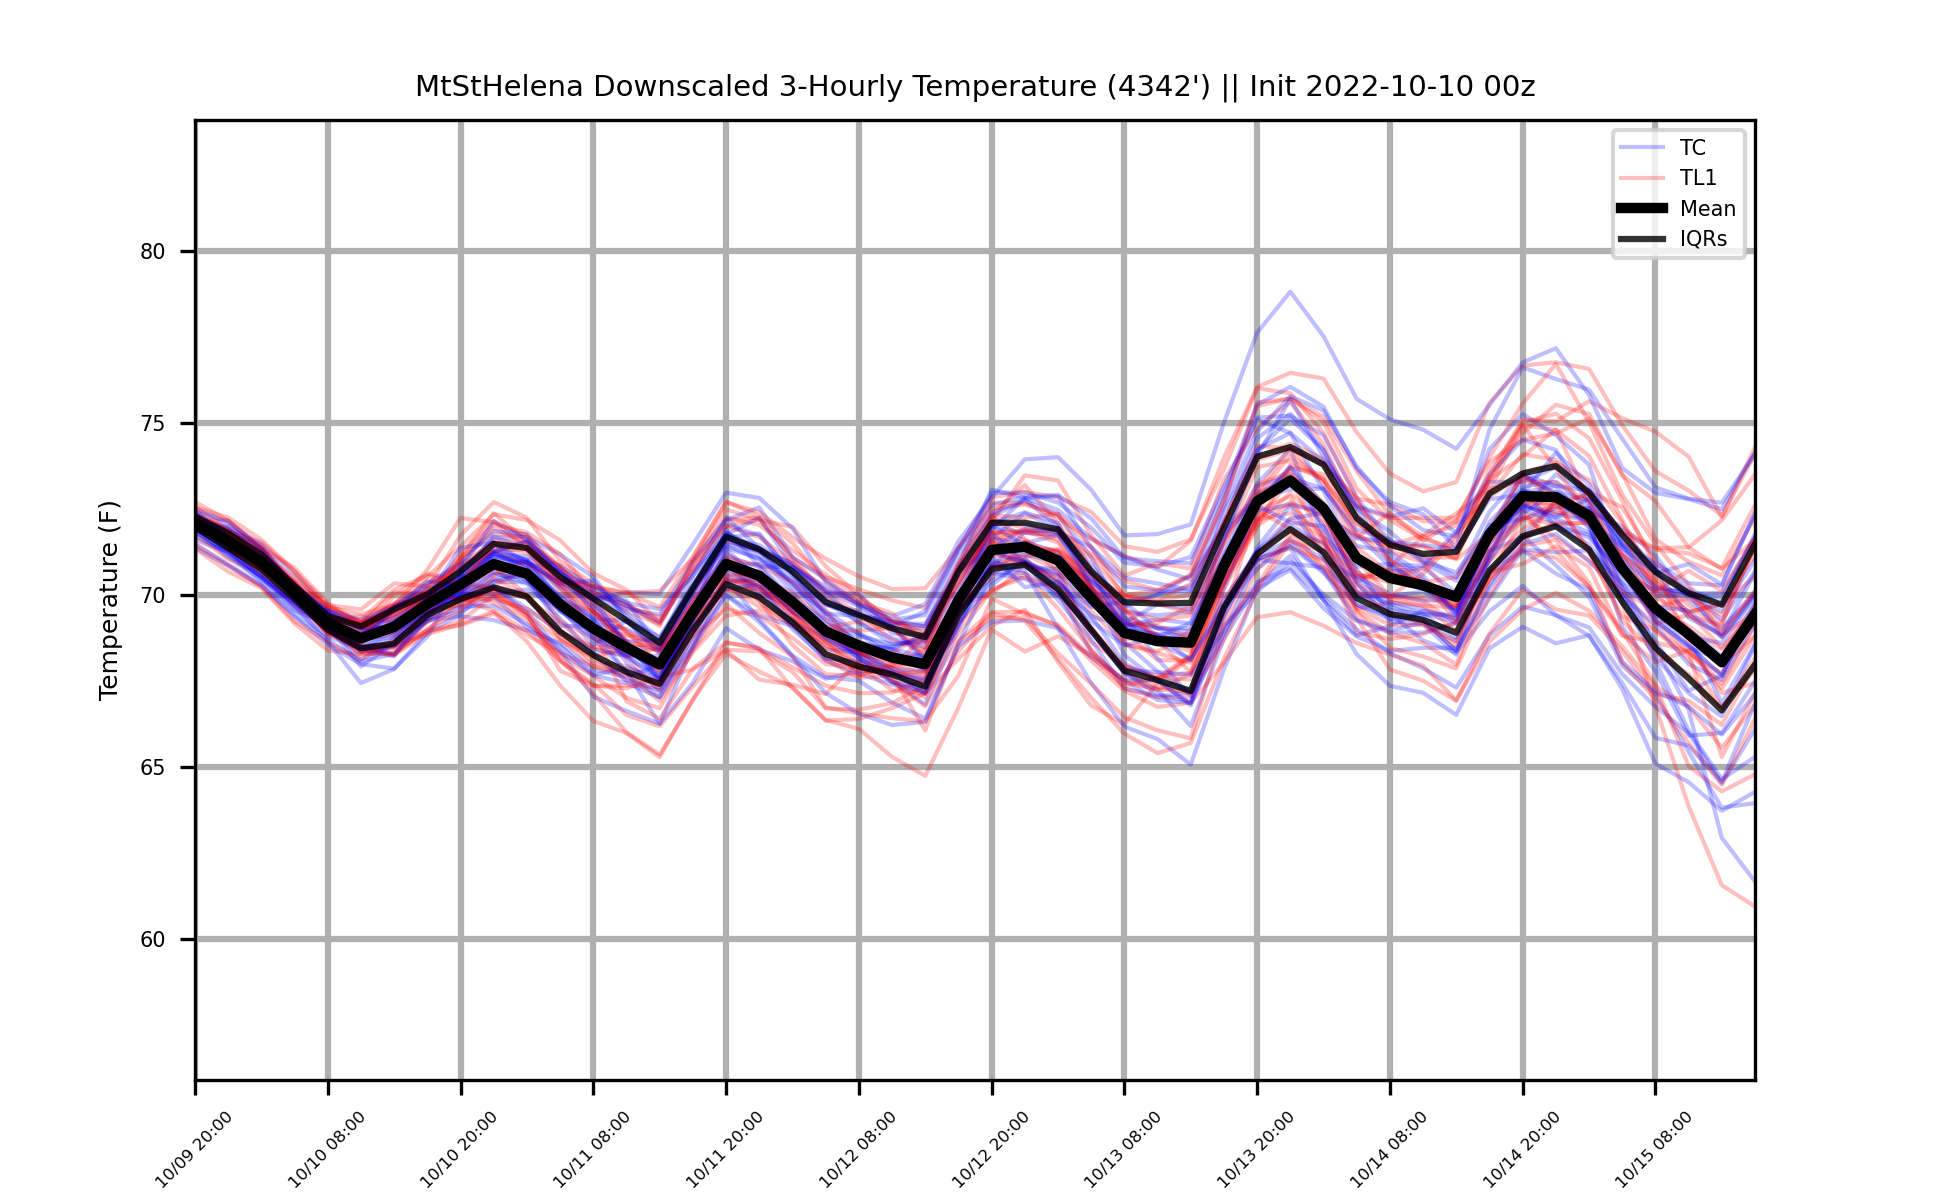 MtStHelena Downscaled 3-Hourly Temperature (4342') || Init 2022-10-10 00z
TC
TL1
Mean
IQRs
Temperature (F)
80
75
70
65
60
10/09 20:00
10/10 08:00
10/10 20:00
10/11 08:00
10/11 20:00
10/12 08:00
10/12 20:00
10/13 08:00
10/13 20:00
10/14 08:00
10/14 20:00
10/15 08:00